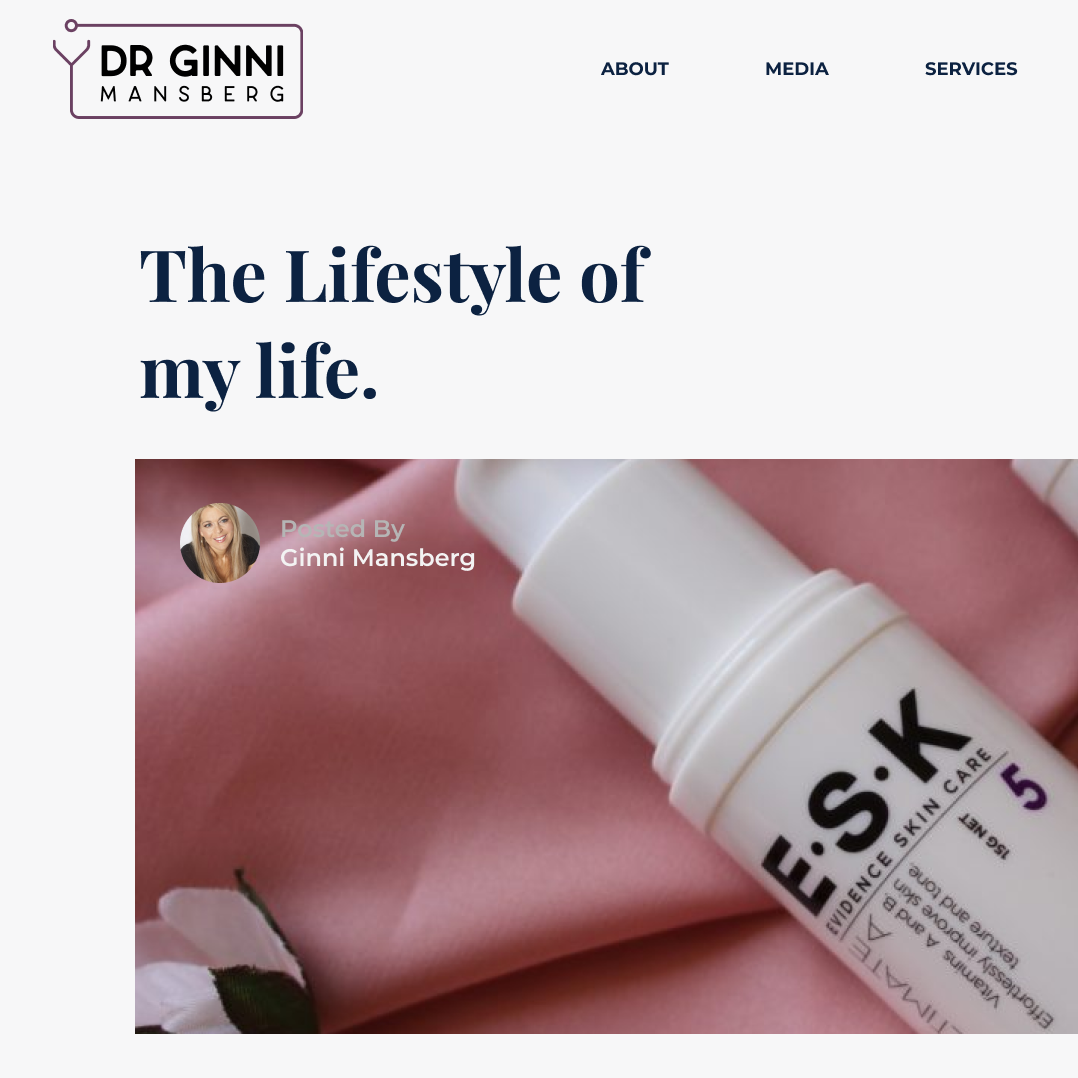 DR GINNI
MANSBERG
ABOUT
MEDIA
SERVICES
The Lifestyle of
my life.
Posted By
Ginni Mansberg
E·S·K
EVIDENCE SKIN CARE
5
15G NET
A
Vitamins A and B.
Effortlessly improve skin
texture and tone.